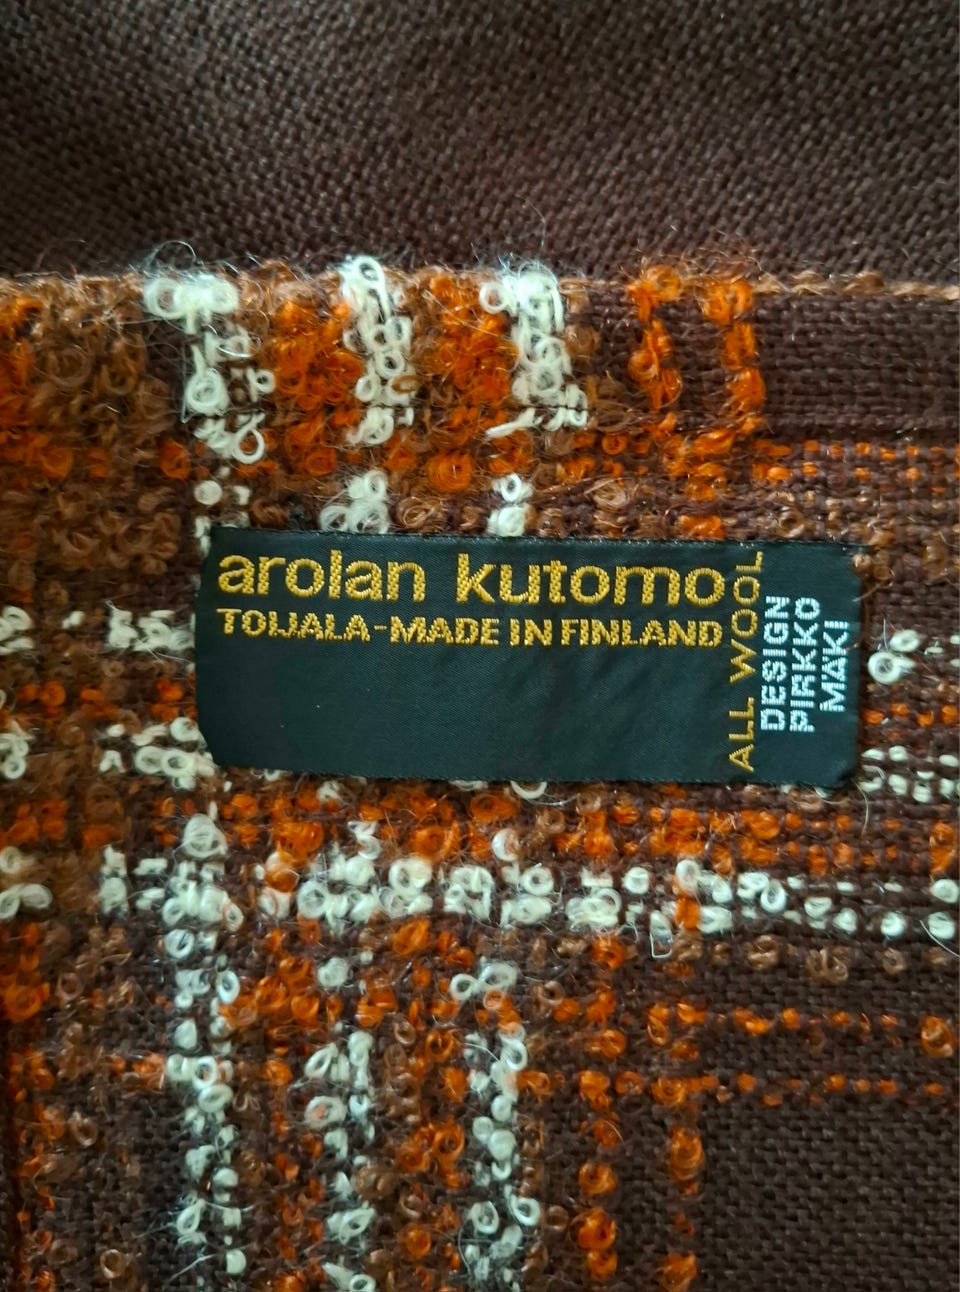 arolan kutomo
TOIJALA-MADE IN FINLAND
ALL WOOL
DESIGN
PIRKKO
MÄKI